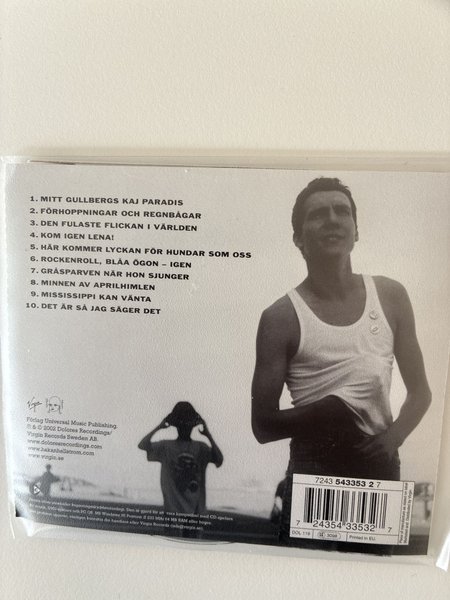 1. MITT GULLBERGS KAJ PARADIS
2. FÖRHOPPNINGAR OCH REGNBÅGAR
3. DEN FULASTE FLICKAN I VÄRLDEN
4. KOM IGEN LENA!
5. HÄR KOMMER LYCKAN FÖR HUNDAR SOM OSS
6. ROCKENROLL, BLÅA ÖGON – IGEN
7. GRÅSPARVEN NÄR HON SJUNGER
8. MINNEN AV APRILHIMLEN
9. MISSISSIPPI KAN VÄNTA
10. DET ÄR SÅ JAG SÄGER DET
Virgin
Förlag Universal Music Publishing.
℗ & © 2002 Dolores Recordings/
Virgin Records Sweden AB.
www.doloresrecordings.com
www.hakanhellstrom.com
www.virgin.se
7243 543353 2 7
7 24354 33532 7
DOL 119
Printed in EU